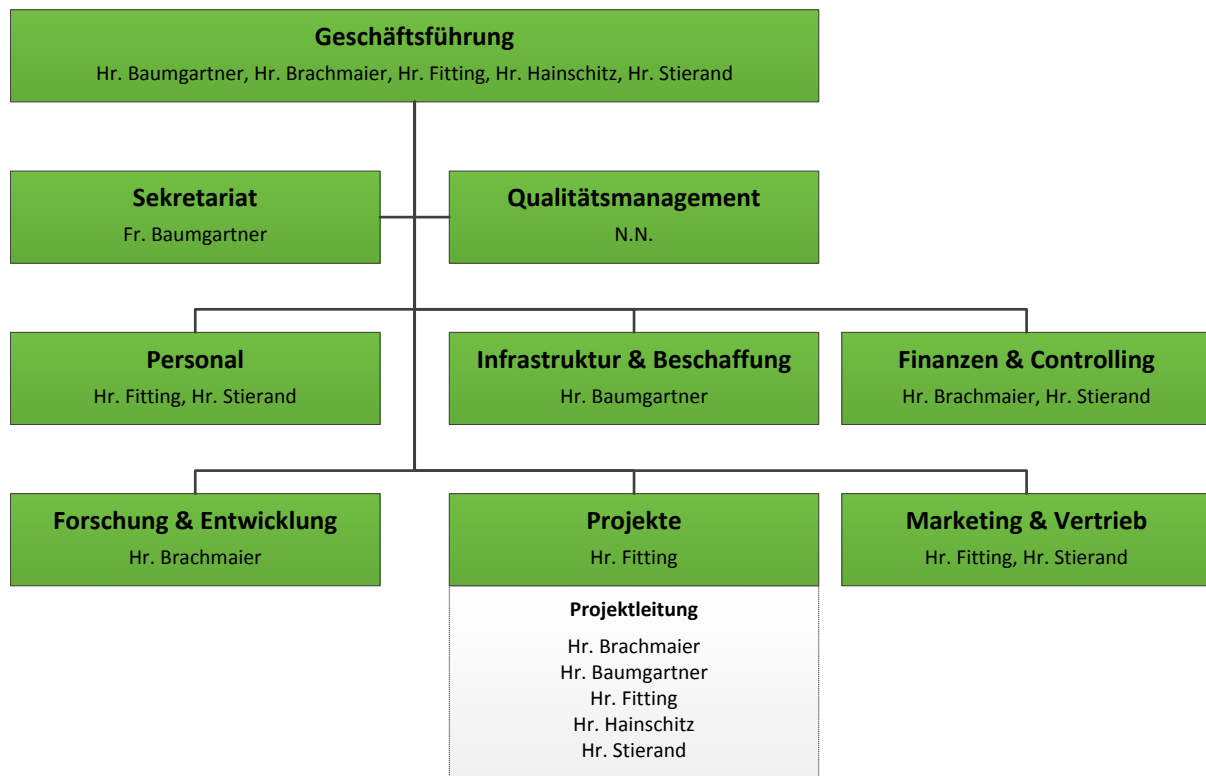 Geschäftsführung
Hr. Baumgartner, Hr. Brachmaier, Hr. Fitting, Hr. Hainschitz, Hr. Stierand
Sekretariat
Fr. Baumgartner
Qualitätsmanagement
N.N.
Personal
Hr. Fitting, Hr. Stierand
Infrastruktur & Beschaffung
Hr. Baumgartner
Finanzen & Controlling
Hr. Brachmaier, Hr. Stierand
Forschung & Entwicklung
Hr. Brachmaier
Projekte
Hr. Fitting
Projektleitung
Hr. Brachmaier
Hr. Baumgartner
Hr. Fitting
Hr. Hainschitz
Hr. Stierand
Marketing & Vertrieb
Hr. Fitting, Hr. Stierand